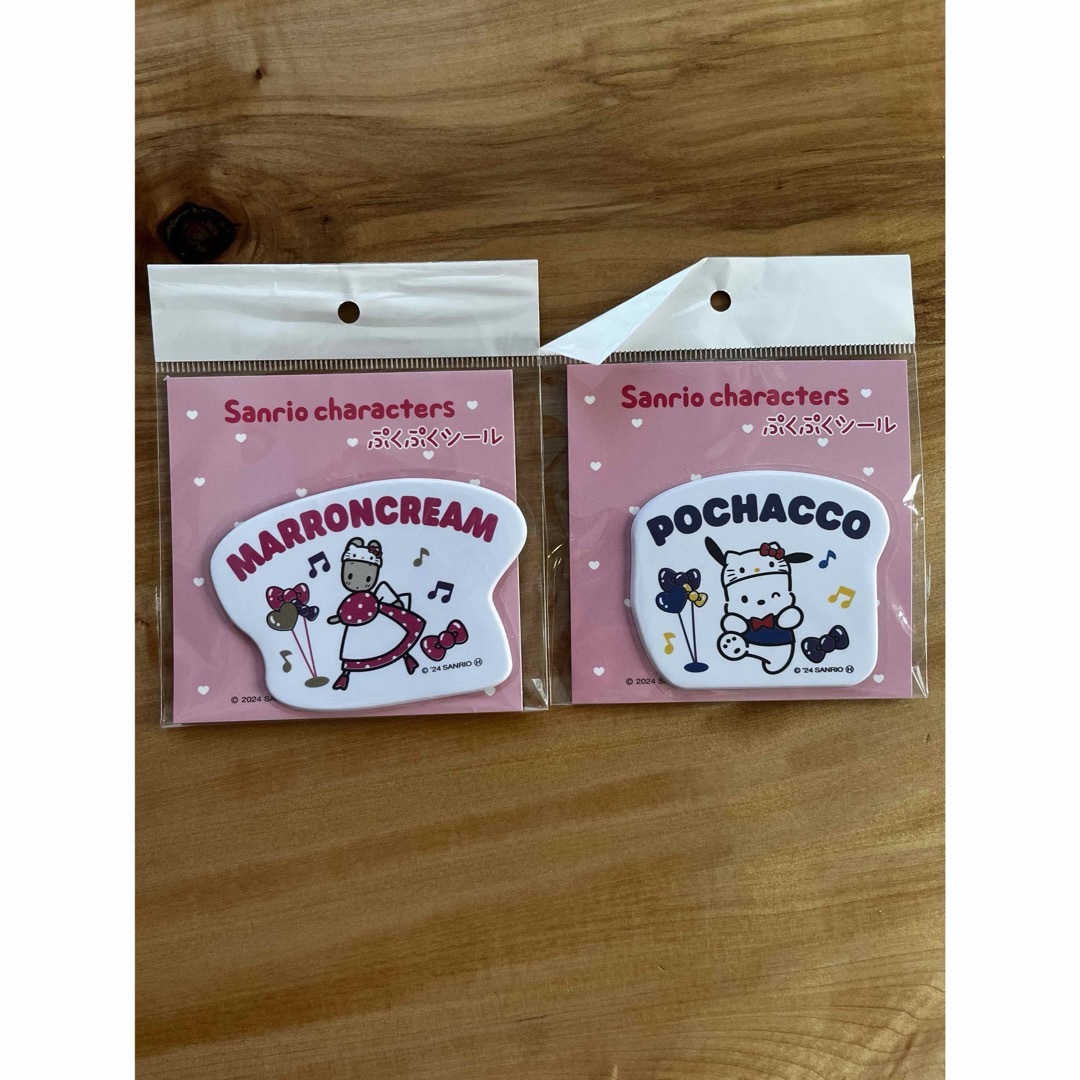 Sanrio characters
ぷくぷくシール
MARRONCREAM
© '24 SANRIO Ⓗ
© 2024 SA
Sanrio characters
ぷくぷくシール
POCHACCO
© '24 SANRIO Ⓗ
© 2024 S